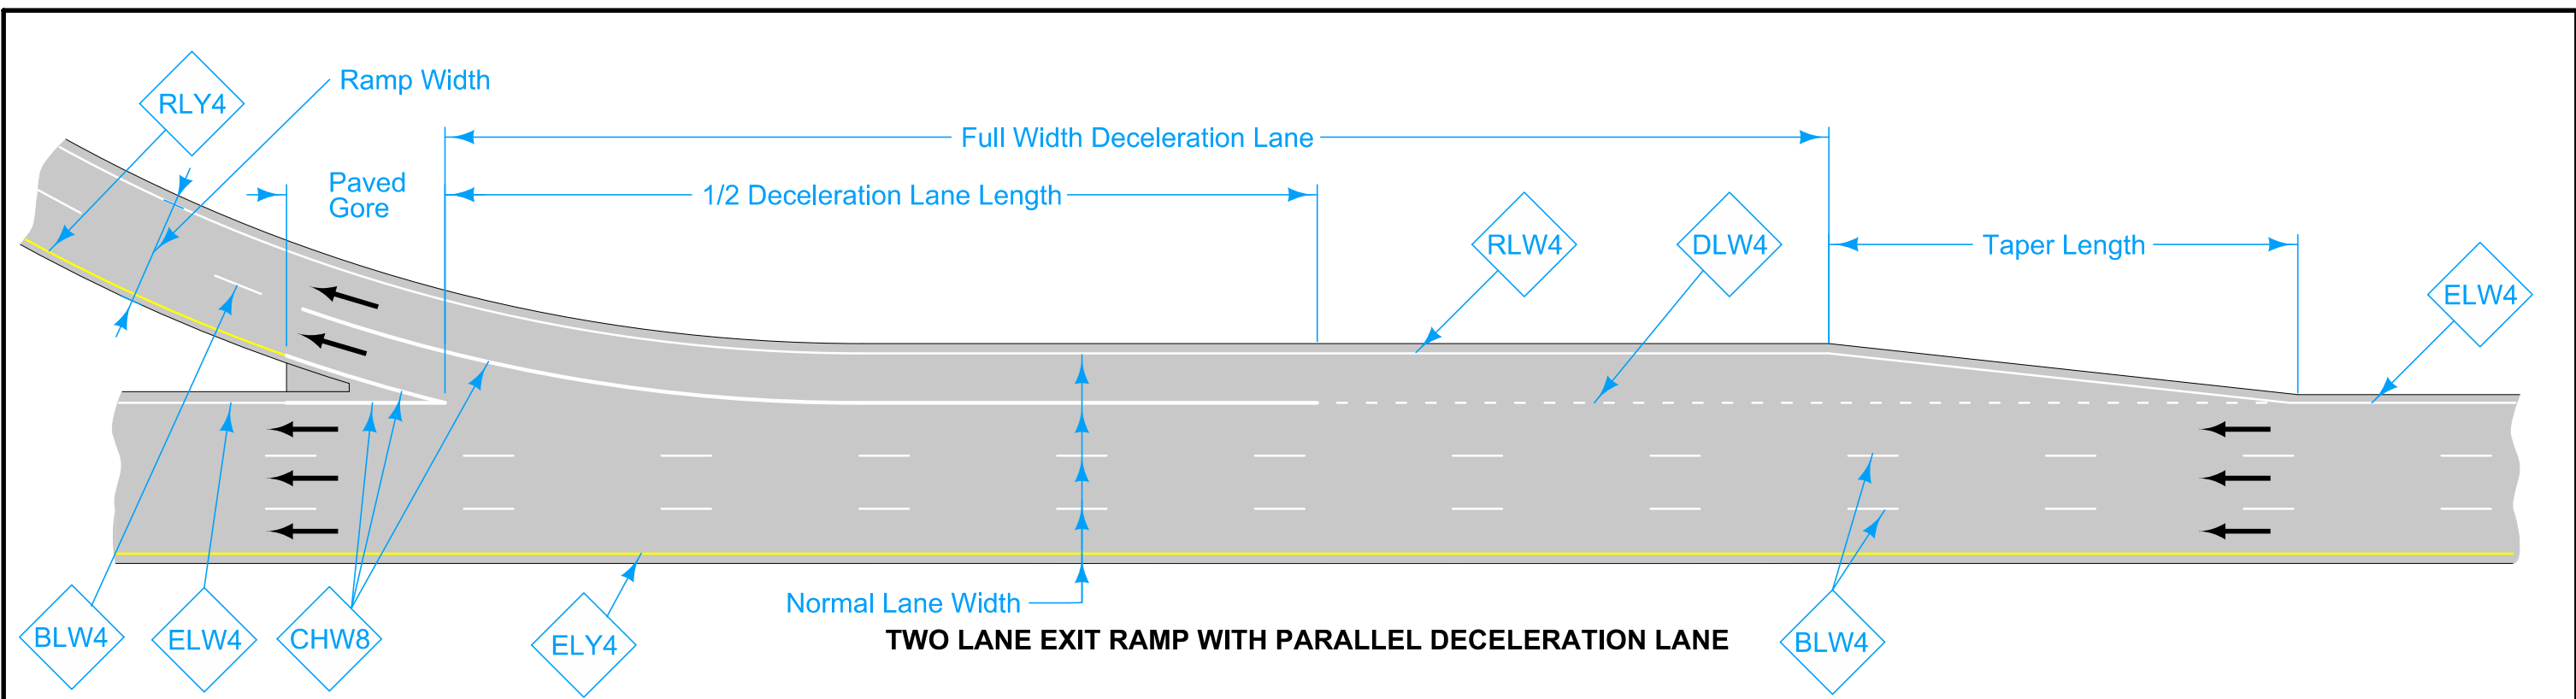 RLY4
Ramp Width
Full Width Deceleration Lane
Paved
Gore
1/2 Deceleration Lane Length
RLW4
DLW4
Taper Length
ELW4
Normal Lane Width
BLW4
ELW4
CHW8
ELY4
TWO LANE EXIT RAMP WITH PARALLEL DECELERATION LANE
BLW4